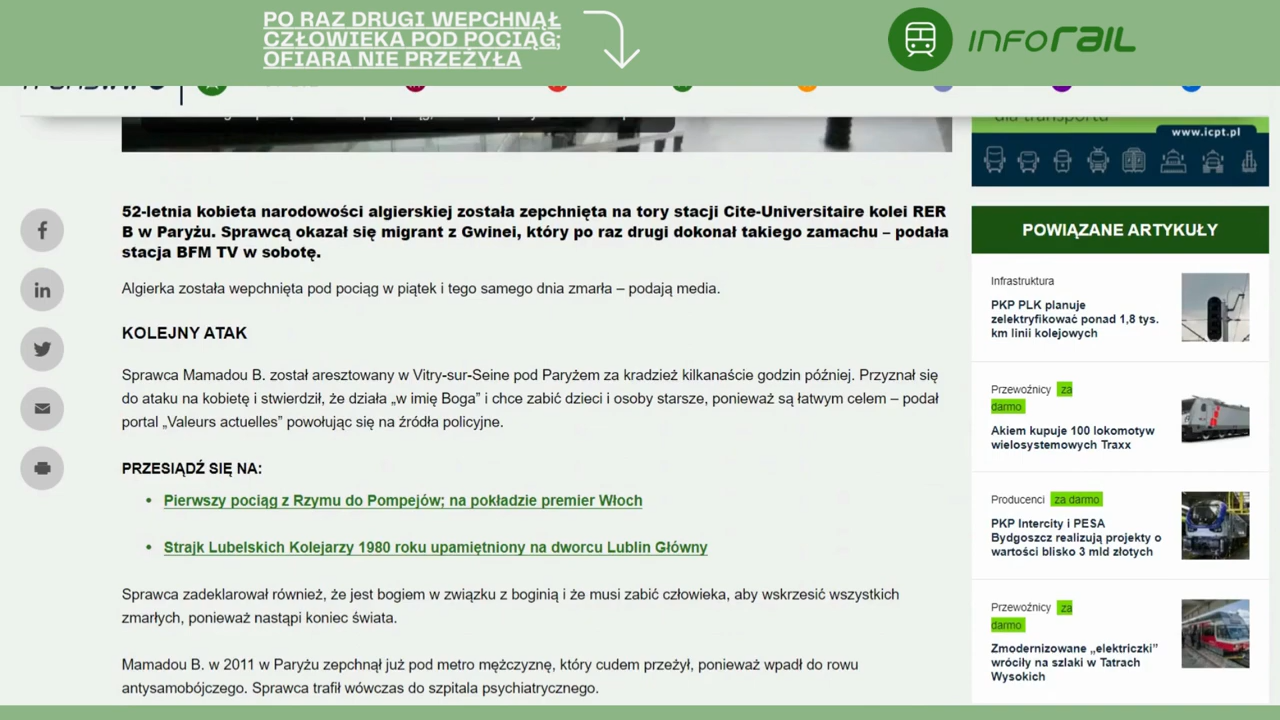 PO RAZ DRUGI WEPCHNĄŁ
CZŁOWIEKA POD POCIĄG;
OFIARA NIE PRZEŻYŁA
INFORAIL
dla transportu
www.icpt.pl
52-letnia kobieta narodowości algierskiej została zepchnięta na tory stacji Cite-Universitaire kolei RER
B w Paryżu. Sprawcą okazał się migrant z Gwinei, który po raz drugi dokonał takiego zamachu – podała
stacja BFM TV w sobotę.
Algierka została wepchnięta pod pociąg w piątek i tego samego dnia zmarła – podają media.
KOLEJNY ATAK
Sprawca Mamadou B. został aresztowany w Vitry-sur-Seine pod Paryżem za kradzież kilkanaście godzin później. Przyznał się
do ataku na kobietę i stwierdził, że działa „w imię Boga” i chce zabić dzieci i osoby starsze, ponieważ są łatwym celem – podał
portal „Valeurs actuelles” powołując się na źródła policyjne.
PRZESIĄDŹ SIĘ NA:
• Pierwszy pociąg z Rzymu do Pompejów; na pokładzie premier Włoch
• Strajk Lubelskich Kolejarzy 1980 roku upamiętniony na dworcu Lublin Główny
Sprawca zadeklarował również, że jest bogiem w związku z boginią i że musi zabić człowieka, aby wskrzesić wszystkich
zmarłych, ponieważ nastąpi koniec świata.
Mamadou B. w 2011 w Paryżu zepchnął już pod metro mężczyznę, który cudem przeżył, ponieważ wpadł do rowu
antysamobójczego. Sprawca trafił wówczas do szpitala psychiatrycznego.
POWIĄZANE ARTYKUŁY
Infrastruktura
PKP PLK planuje
zelektryfikować ponad 1,8 tys.
km linii kolejowych
Przewoźnicy za
darmo
Akiem kupuje 100 lokomotyw
wielosystemowych Traxx
Producenci za darmo
PKP Intercity i PESA
Bydgoszcz realizują projekty o
wartości blisko 3 mld złotych
Przewoźnicy za
darmo
Zmodernizowane „elektriczki”
wróciły na szlaki w Tatrach
Wysokich